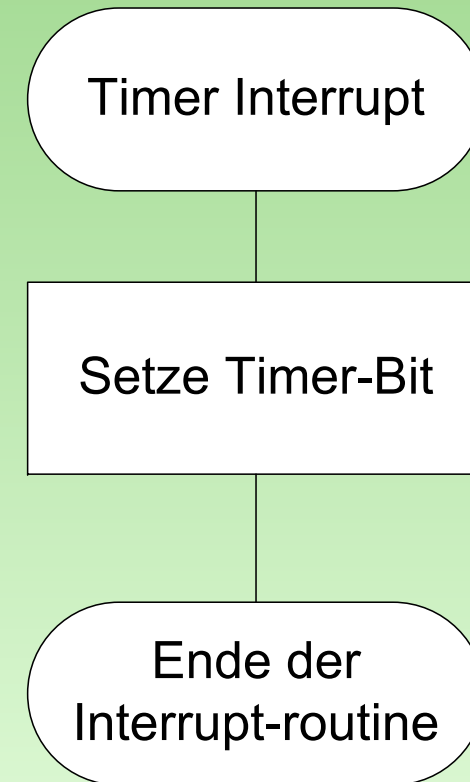 Timer Interrupt
Setze Timer-Bit
Ende der
Interrupt-routine